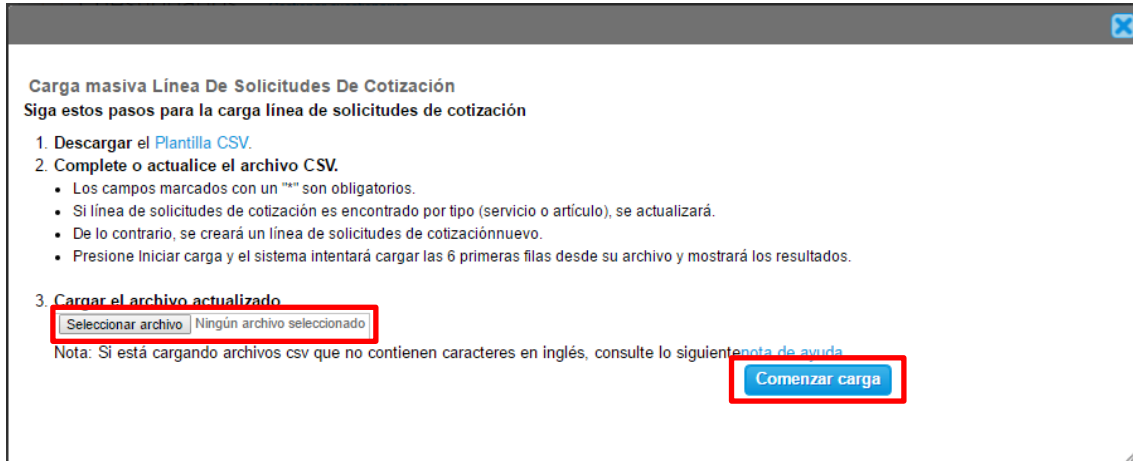 Carga masiva Línea De Solicitudes De Cotización
Siga estos pasos para la carga línea de solicitudes de cotización
1. Descargar el Plantilla CSV.
2. Complete o actualice el archivo CSV.
• Los campos marcados con un "*" son obligatorios.
• Si línea de solicitudes de cotización es encontrado por tipo (servicio o artículo), se actualizará.
• De lo contrario, se creará un línea de solicitudes de cotizaciónnuevo.
• Presione Iniciar carga y el sistema intentará cargar las 6 primeras filas desde su archivo y mostrará los resultados.
3. Cargar el archivo actualizado
Seleccionar archivo Ningún archivo seleccionado
Nota: Si está cargando archivos csv que no contienen caracteres en inglés, consulte lo siguientenota de ayuda
Comenzar carga